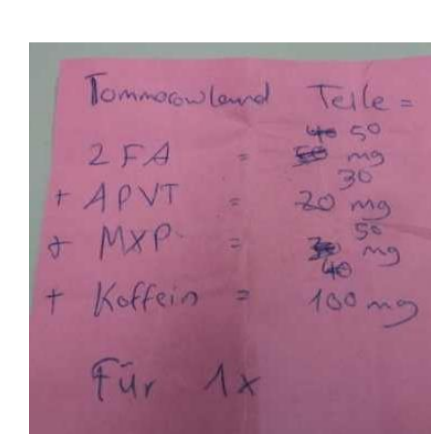 Tommorowland Teile =
40 50
2 FA = 50 mg
30
+ APVT = 20 mg
50
+ MXP = 30 mg
40
+ Koffein = 100 mg
Für 1x